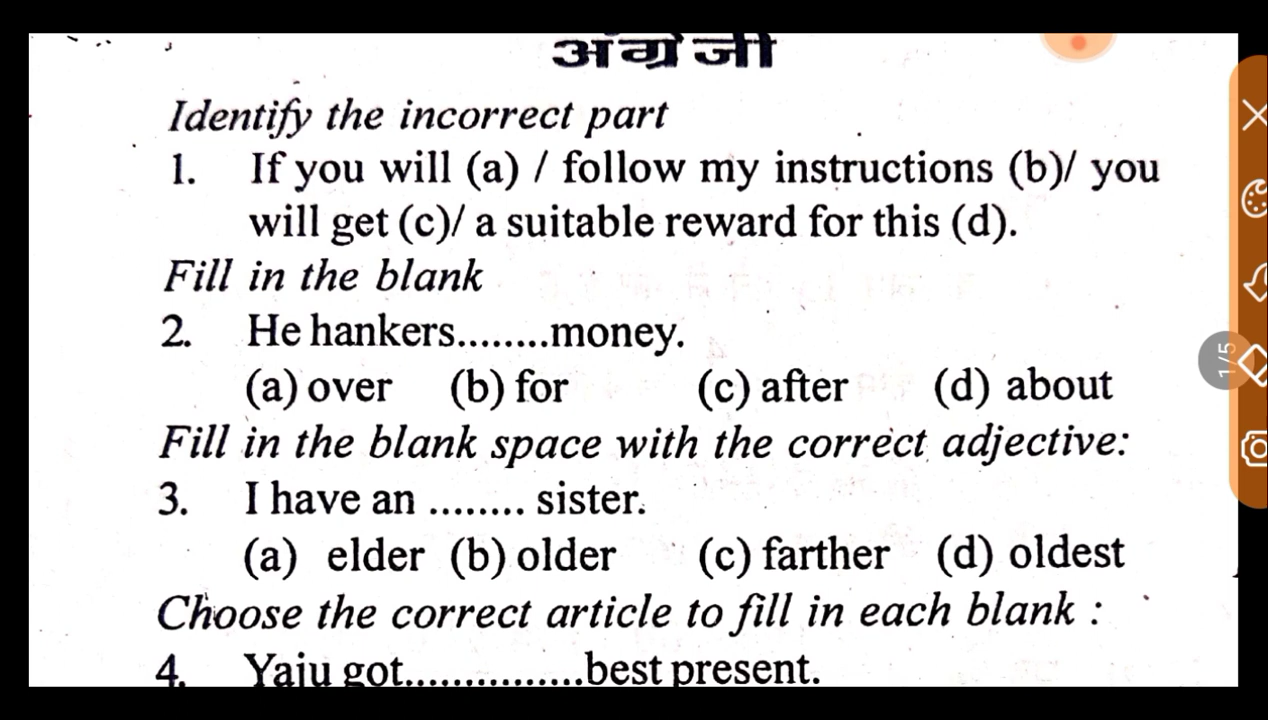 अंग्रेजी
Identify the incorrect part
1. If you will (a) / follow my instructions (b)/ you
will get (c)/ a suitable reward for this (d).
Fill in the blank
2. He hankers........money.
(a) over (b) for (c) after (d) about
Fill in the blank space with the correct adjective:
3. I have an ........ sister.
(a) elder (b) older (c) farther (d) oldest
Choose the correct article to fill in each blank :
4. Yaju got...............best present.
1/5